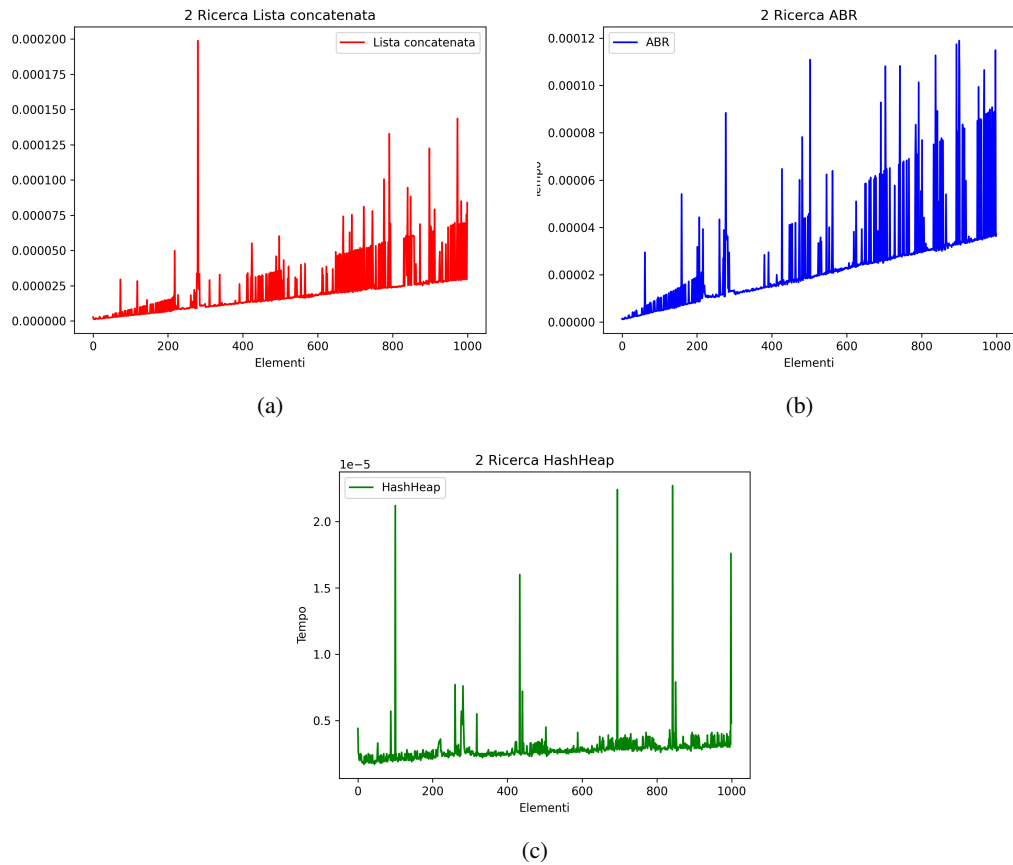 2 Ricerca Lista concatenata
0.000200
0.000175
0.000150
0.000125
0.000100
0.000075
0.000050
0.000025
0.000000
Lista concatenata
0 200 400 600 800 1000
Elementi
(a)
2 Ricerca ABR
0.00012
0.00010
0.00008
0.00006
0.00004
0.00002
0.00000
ABR
0 200 400 600 800 1000
Elementi
(b)
2 Ricerca HashHeap
1e−5
2.0
1.5
1.0
0.5
Tempo
HashHeap
0 200 400 600 800 1000
Elementi
(c)